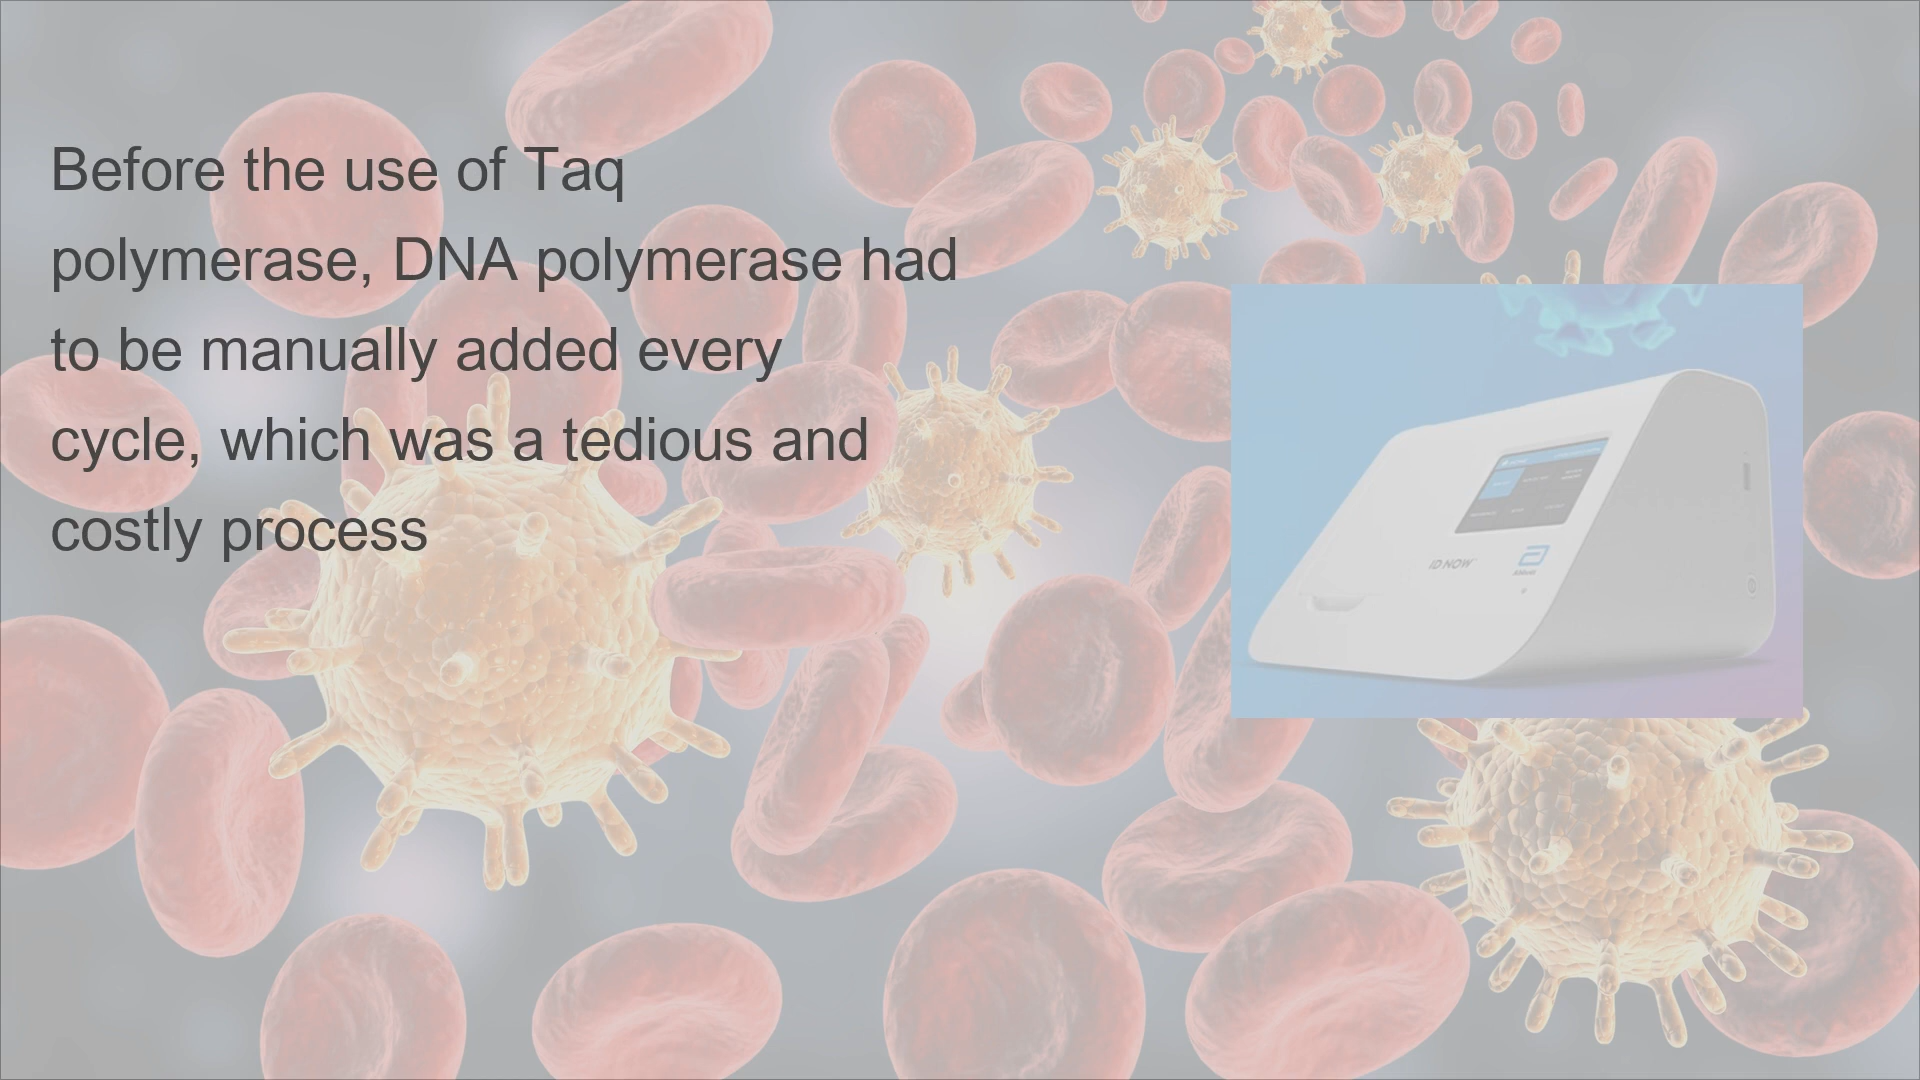 Before the use of Taq
polymerase, DNA polymerase had
to be manually added every
cycle, which was a tedious and
costly process
ID NOW
Abbott